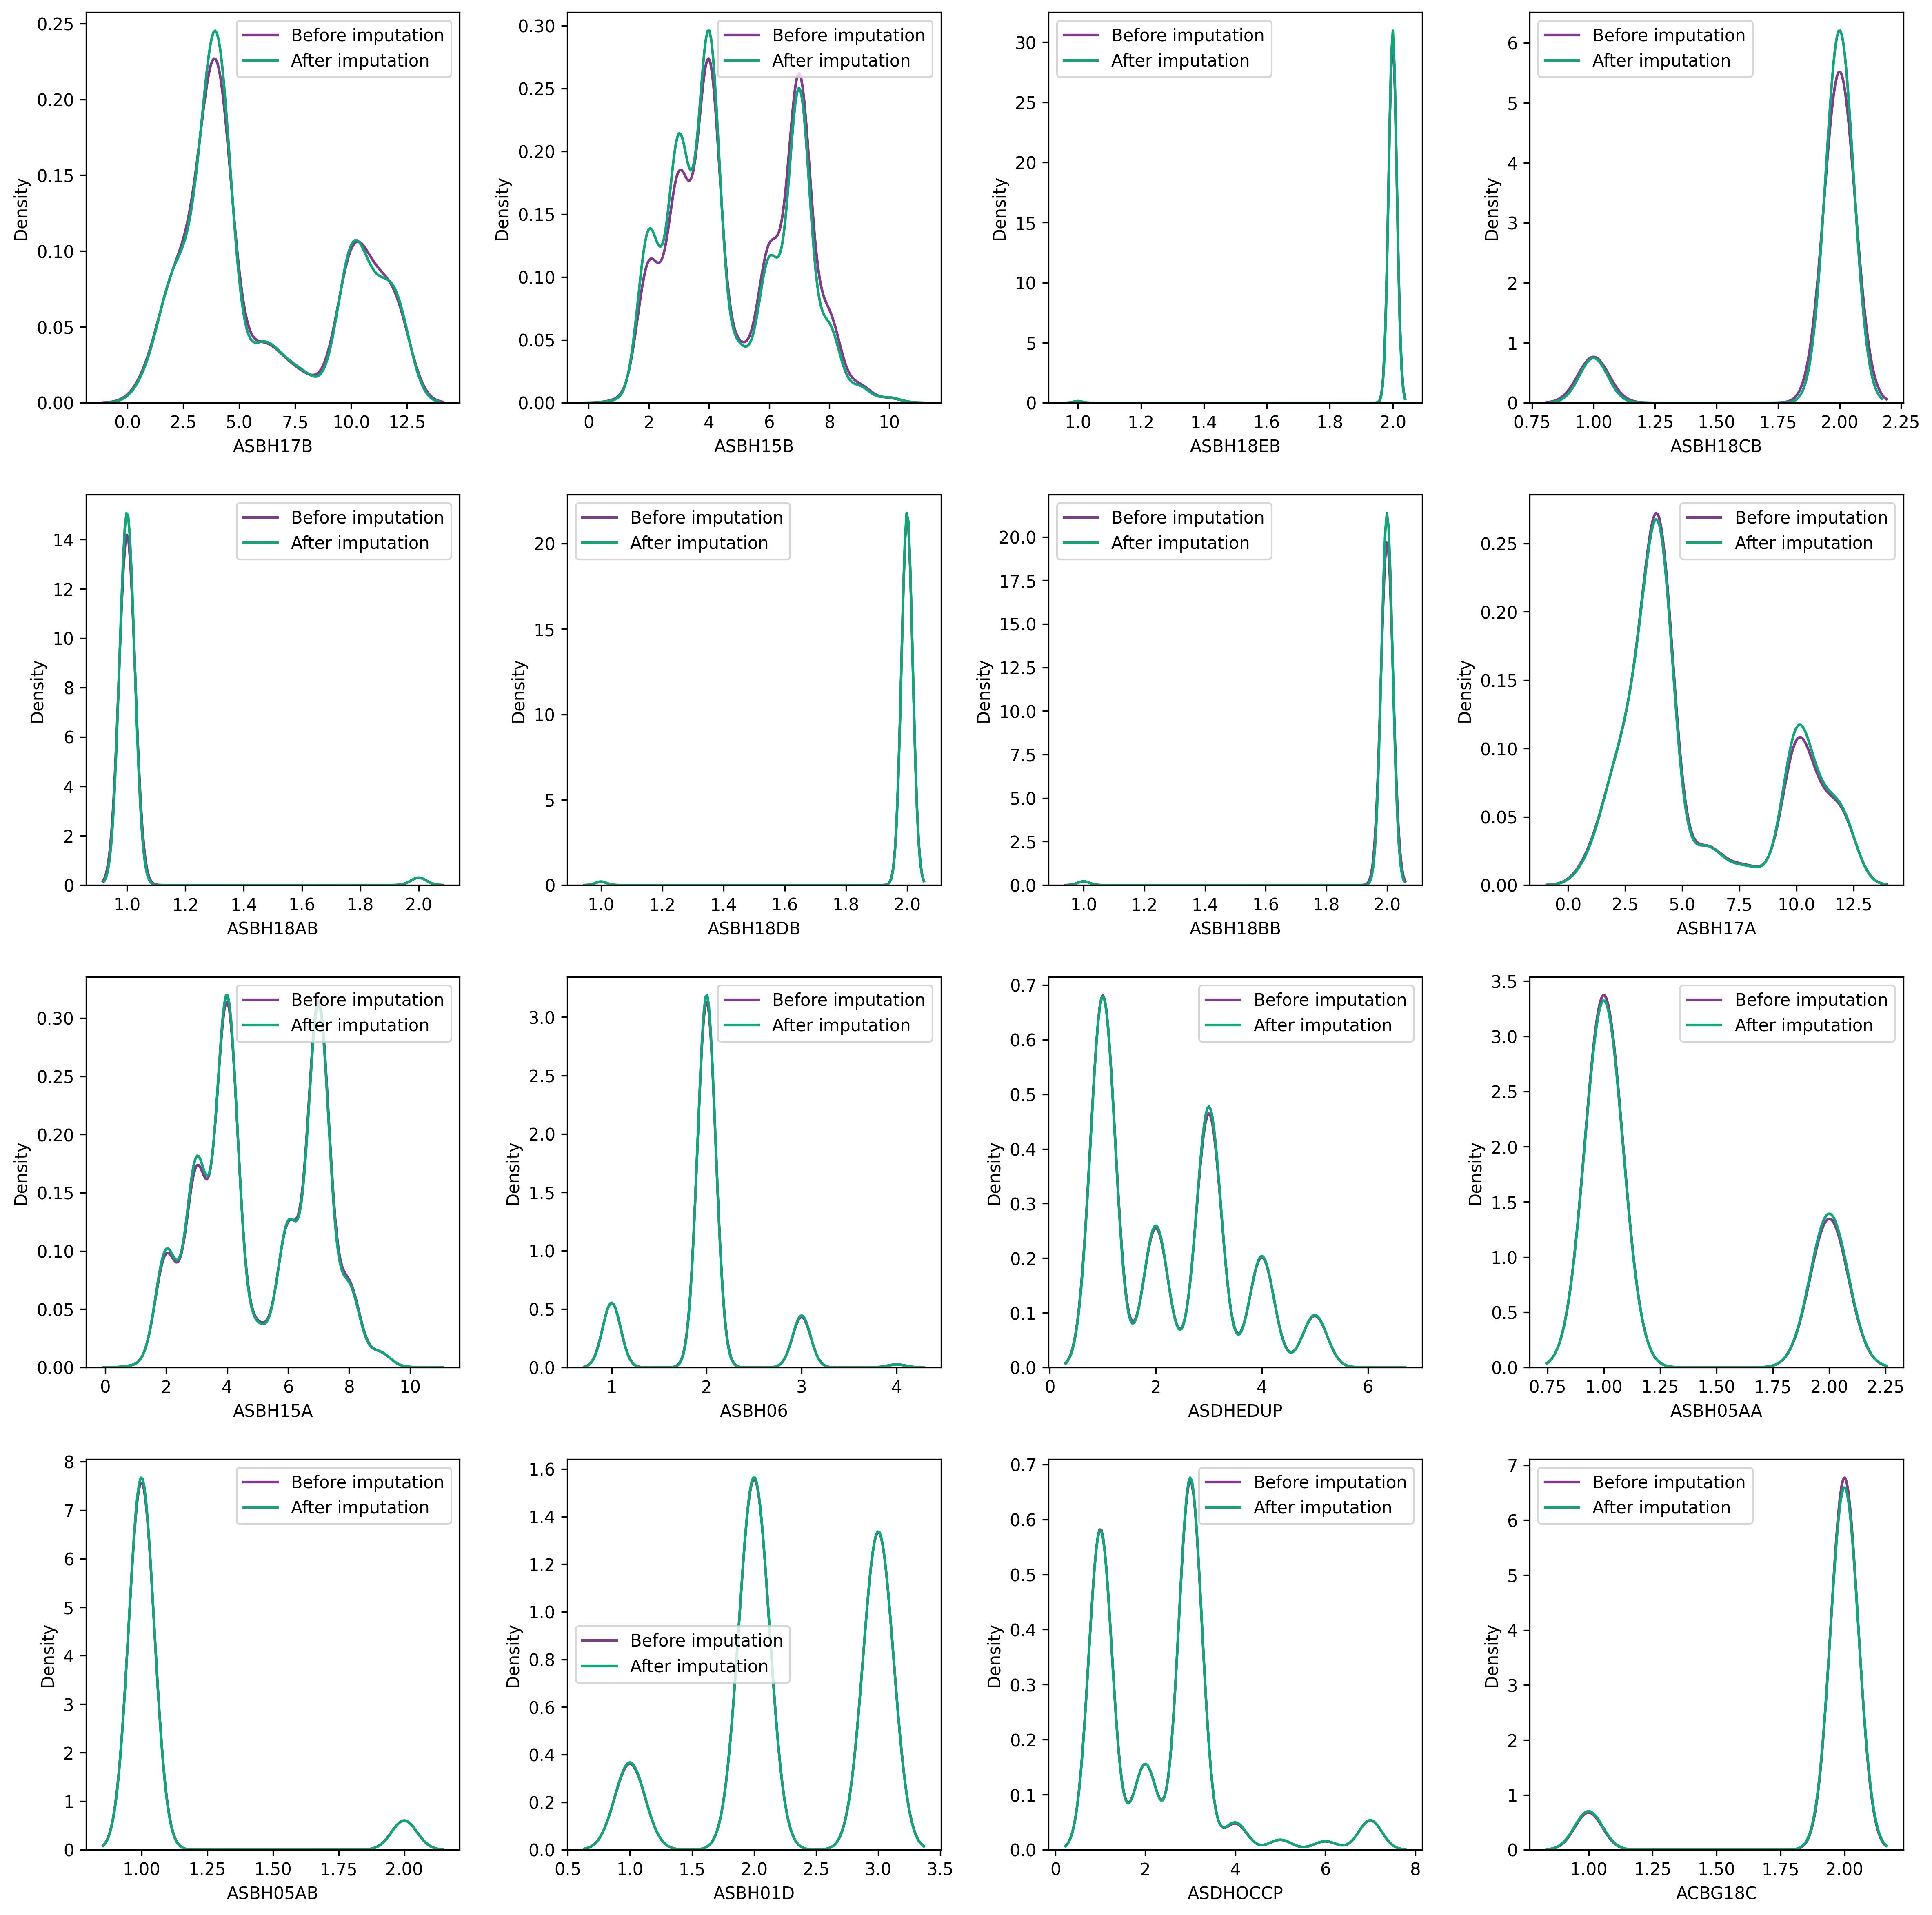 0.25
0.20
0.15
0.10
0.05
0.00
Density
0.0 2.5 5.0 7.5 10.0 12.5
ASBH17B
Before imputation
After imputation
0.30
0.25
0.20
0.15
0.10
0.05
0.00
Density
0 2 4 6 8 10
ASBH15B
Before imputation
After imputation
30
25
20
15
10
5
0
Density
1.0 1.2 1.4 1.6 1.8 2.0
ASBH18EB
Before imputation
After imputation
6
5
4
3
2
1
0
Density
0.75 1.00 1.25 1.50 1.75 2.00 2.25
ASBH18CB
Before imputation
After imputation
14
12
10
8
6
4
2
0
Density
1.0 1.2 1.4 1.6 1.8 2.0
ASBH18AB
Before imputation
After imputation
20
15
10
5
0
Density
1.0 1.2 1.4 1.6 1.8 2.0
ASBH18DB
Before imputation
After imputation
20.0
17.5
15.0
12.5
10.0
7.5
5.0
2.5
0.0
Density
1.0 1.2 1.4 1.6 1.8 2.0
ASBH18BB
Before imputation
After imputation
0.25
0.20
0.15
0.10
0.05
0.00
Density
0.0 2.5 5.0 7.5 10.0 12.5
ASBH17A
Before imputation
After imputation
0.30
0.25
0.20
0.15
0.10
0.05
0.00
Density
0 2 4 6 8 10
ASBH15A
Before imputation
After imputation
3.0
2.5
2.0
1.5
1.0
0.5
0.0
Density
1 2 3 4
ASBH06
Before imputation
After imputation
0.7
0.6
0.5
0.4
0.3
0.2
0.1
0.0
Density
0 2 4 6
ASDHEDUP
Before imputation
After imputation
3.5
3.0
2.5
2.0
1.5
1.0
0.5
0.0
Density
0.75 1.00 1.25 1.50 1.75 2.00 2.25
ASBH05AA
Before imputation
After imputation
8
7
6
5
4
3
2
1
0
Density
1.00 1.25 1.50 1.75 2.00
ASBH05AB
Before imputation
After imputation
1.6
1.4
1.2
1.0
0.8
0.6
0.4
0.2
0.0
Density
0.5 1.0 1.5 2.0 2.5 3.0 3.5
ASBH01D
Before imputation
After imputation
0.7
0.6
0.5
0.4
0.3
0.2
0.1
0.0
Density
0 2 4 6 8
ASDHOCCP
Before imputation
After imputation
7
6
5
4
3
2
1
0
Density
1.00 1.25 1.50 1.75 2.00
ACBG18C
Before imputation
After imputation